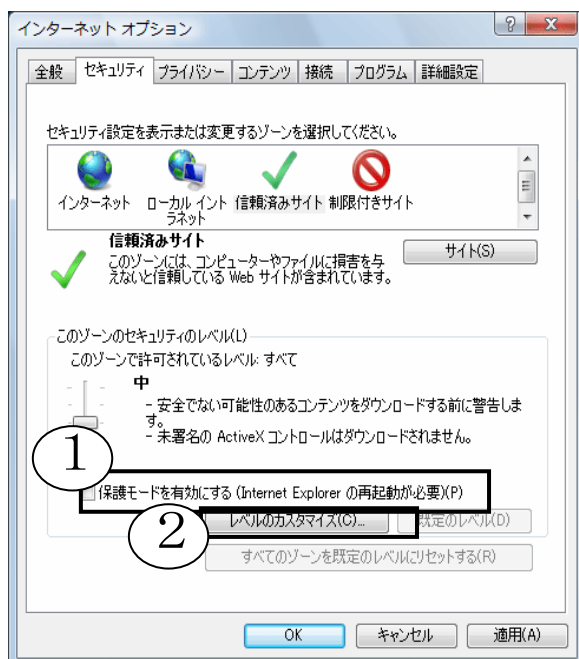 インターネット オプション
全般 セキュリティ プライバシー コンテンツ 接続 プログラム 詳細設定
セキュリティ設定を表示または変更するゾーンを選択してください。
インターネット
ローカル イント
ラネット
信頼済みサイト
制限付きサイト
信頼済みサイト
このゾーンには、コンピューターやファイルに損害を与
えないと信頼している Web サイトが含まれています。
サイト(S)
このゾーンのセキュリティのレベル(L)
このゾーンで許可されているレベル: すべて
中
- 安全でない可能性のあるコンテンツをダウンロードする前に警告しま
す。
- 未署名の ActiveX コントロールはダウンロードされません。
1
保護モードを有効にする (Internet Explorer の再起動が必要)(P)
2
レベルのカスタマイズ(C)... 既定のレベル(D)
すべてのゾーンを既定のレベルにリセットする(R)
OK キャンセル 適用(A)